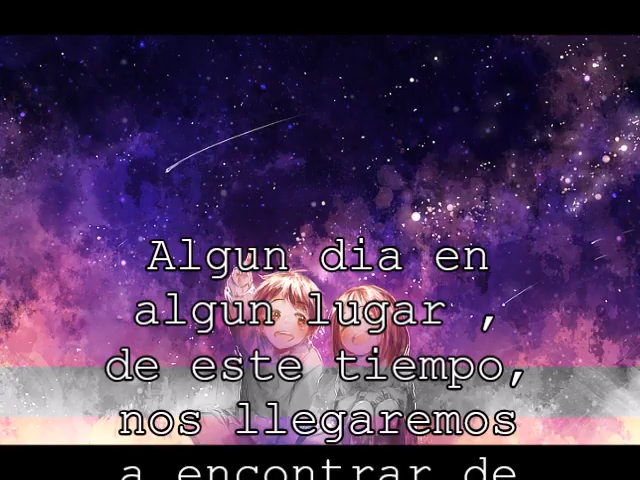 Algun dia en
algun lugar ,
de este tiempo,
nos llegaremos
a encontrar de